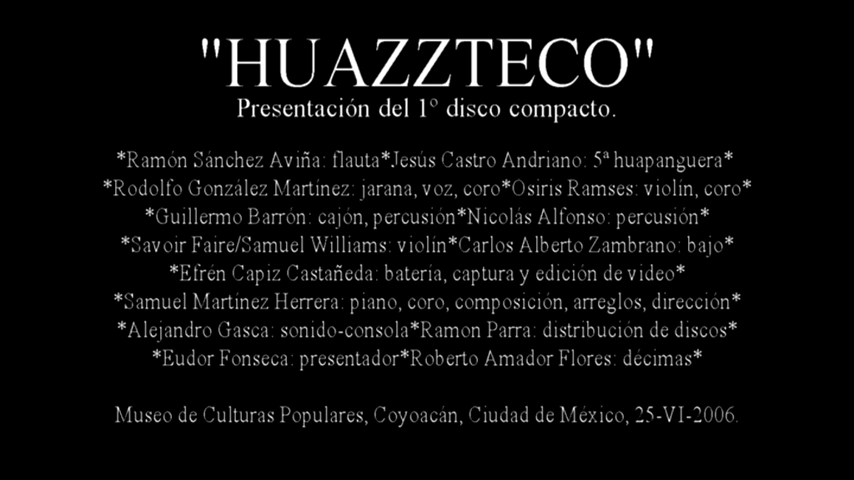 "HUAZZTECO"
Presentación del 1º disco compacto.
*Ramón Sánchez Aviña: flauta*Jesús Castro Andriano: 5ª huapanguera*
*Rodolfo González Martínez: jarana, voz, coro*Osiris Ramses: violín, coro*
*Guillermo Barrón: cajón, percusión*Nicolás Alfonso: percusión*
*Savoir Faire/Samuel Williams: violín*Carlos Alberto Zambrano: bajo*
*Efrén Capiz Castañeda: batería, captura y edición de video*
*Samuel Martínez Herrera: piano, coro, composición, arreglos, dirección*
*Alejandro Gasca: sonido-consola*Ramon Parra: distribución de discos*
*Eudor Fonseca: presentador*Roberto Amador Flores: décimas*
Museo de Culturas Populares, Coyoacán, Ciudad de México, 25-VI-2006.